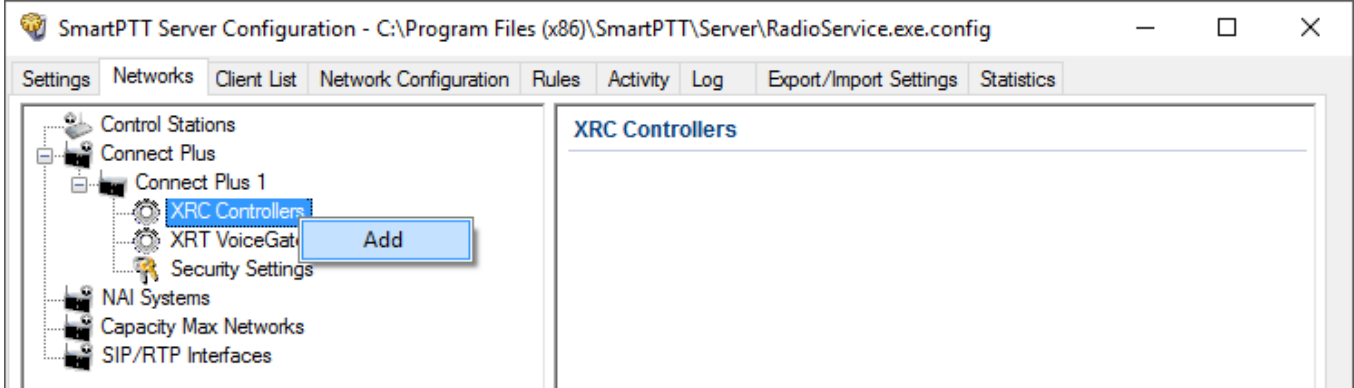 SmartPTT Server Configuration - C:\Program Files (x86)\SmartPTT\Server\RadioService.exe.config
Settings Networks Client List Network Configuration Rules Activity Log Export/Import Settings Statistics
Control Stations
Connect Plus
Connect Plus 1
XRC Controllers
XRT VoiceGat
Add
Security Settings
NAI Systems
Capacity Max Networks
SIP/RTP Interfaces
XRC Controllers